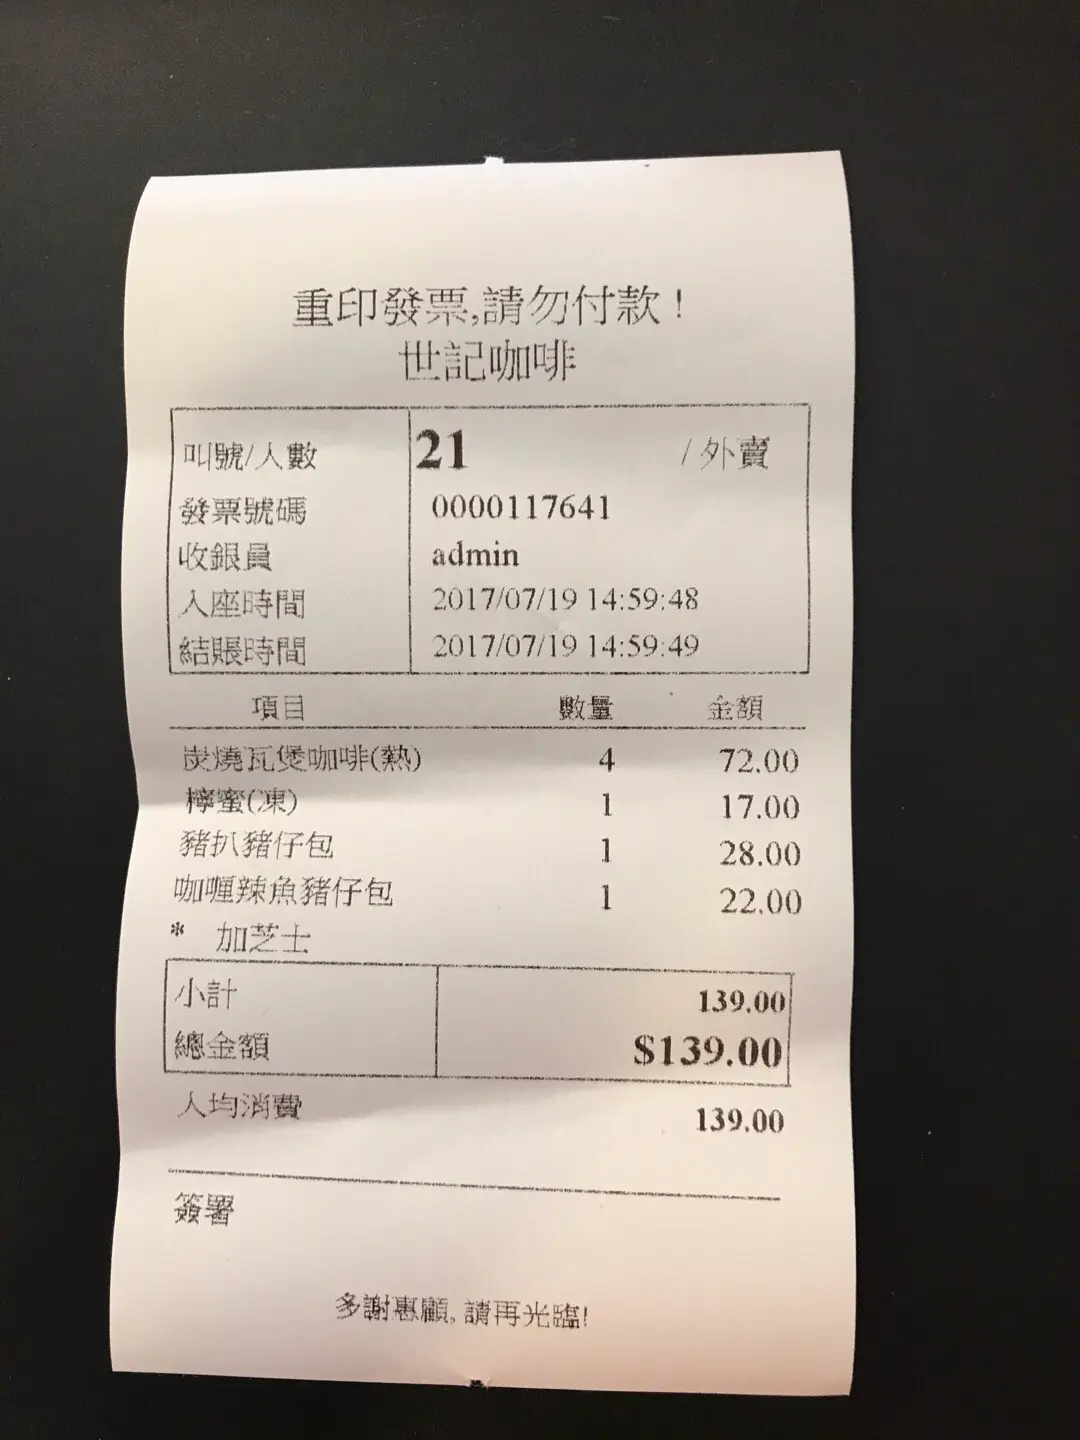 重印發票,請勿付款！
世記咖啡
叫號/人數 21 / 外賣
發票號碼 0000117641
收銀員 admin
入座時間 2017/07/19 14:59:48
結賬時間 2017/07/19 14:59:49
項目 數量 金額
炭燒瓦煲咖啡(熱) 4 72.00
檸蜜(凍) 1 17.00
豬扒豬仔包 1 28.00
咖喱辣魚豬仔包 1 22.00
* 加芝士
小計 139.00
總金額 $139.00
人均消費 139.00
簽署
多謝惠顧, 請再光臨!